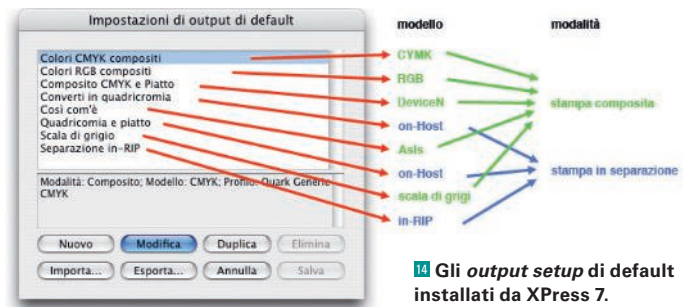 Impostazioni di output di default
Colori CMYK compositi
Colori RGB compositi
Composito CMYK e Piatto
Converti in quadricromia
Così com'è
Quadricomia e piatto
Scala di grigio
Separazione in-RIP
Modalità: Composito; Modello: CMYK; Profilo: Quark Generic
CMYK
Nuovo Modifica Duplica Elimina
Importa... Esporta... Annulla Salva
modello modalità
CYMK
RGB
DeviceN
on-Host
AsIs
on-Host
scala di grigi
in-RIP
stampa composita
stampa in separazione
14 Gli output setup di default
installati da XPress 7.